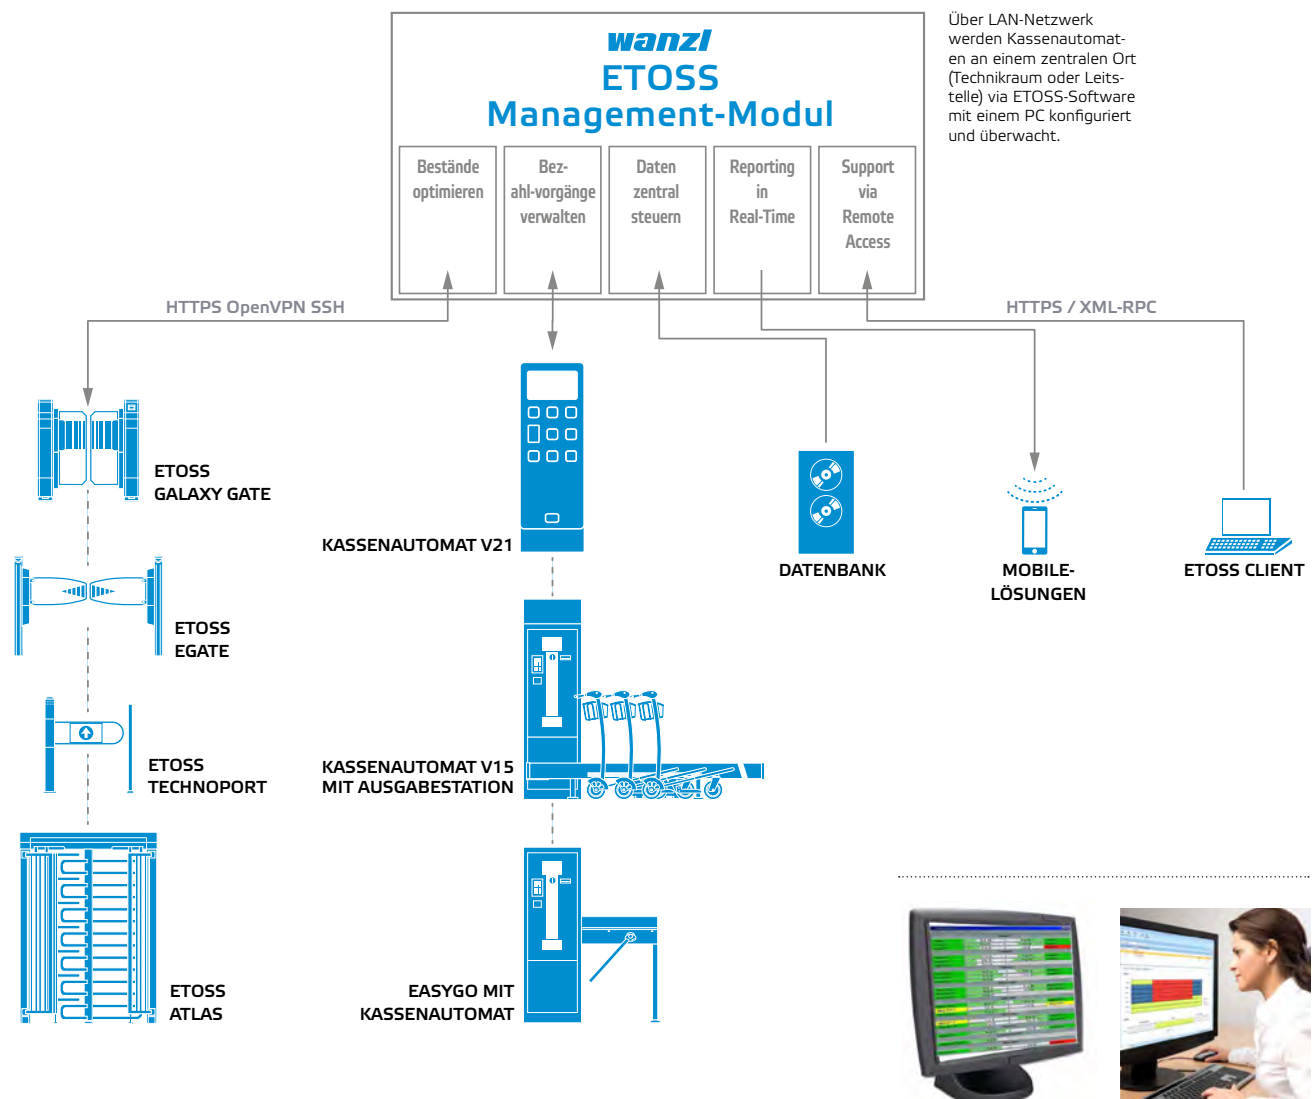 wanzl
ETOSS
Management-Modul
Über LAN-Netzwerk
werden Kassenautomat-
en an einem zentralen Ort
(Technikraum oder Leits-
telle) via ETOSS-Software
mit einem PC konfiguriert
und überwacht.
Bestände
optimieren
Bez-
ahl-vorgänge
verwalten
Daten
zentral
steuern
Reporting
in
Real-Time
Support
via
Remote
Access
HTTPS OpenVPN SSH
HTTPS / XML-RPC
ETOSS
GALAXY GATE
ETOSS
EGATE
ETOSS
TECHNOPORT
ETOSS
ATLAS
KASSENAUTOMAT V21
KASSENAUTOMAT V15
MIT AUSGABESTATION
EASYGO MIT
KASSENAUTOMAT
DATENBANK
MOBILE-
LÖSUNGEN
ETOSS CLIENT